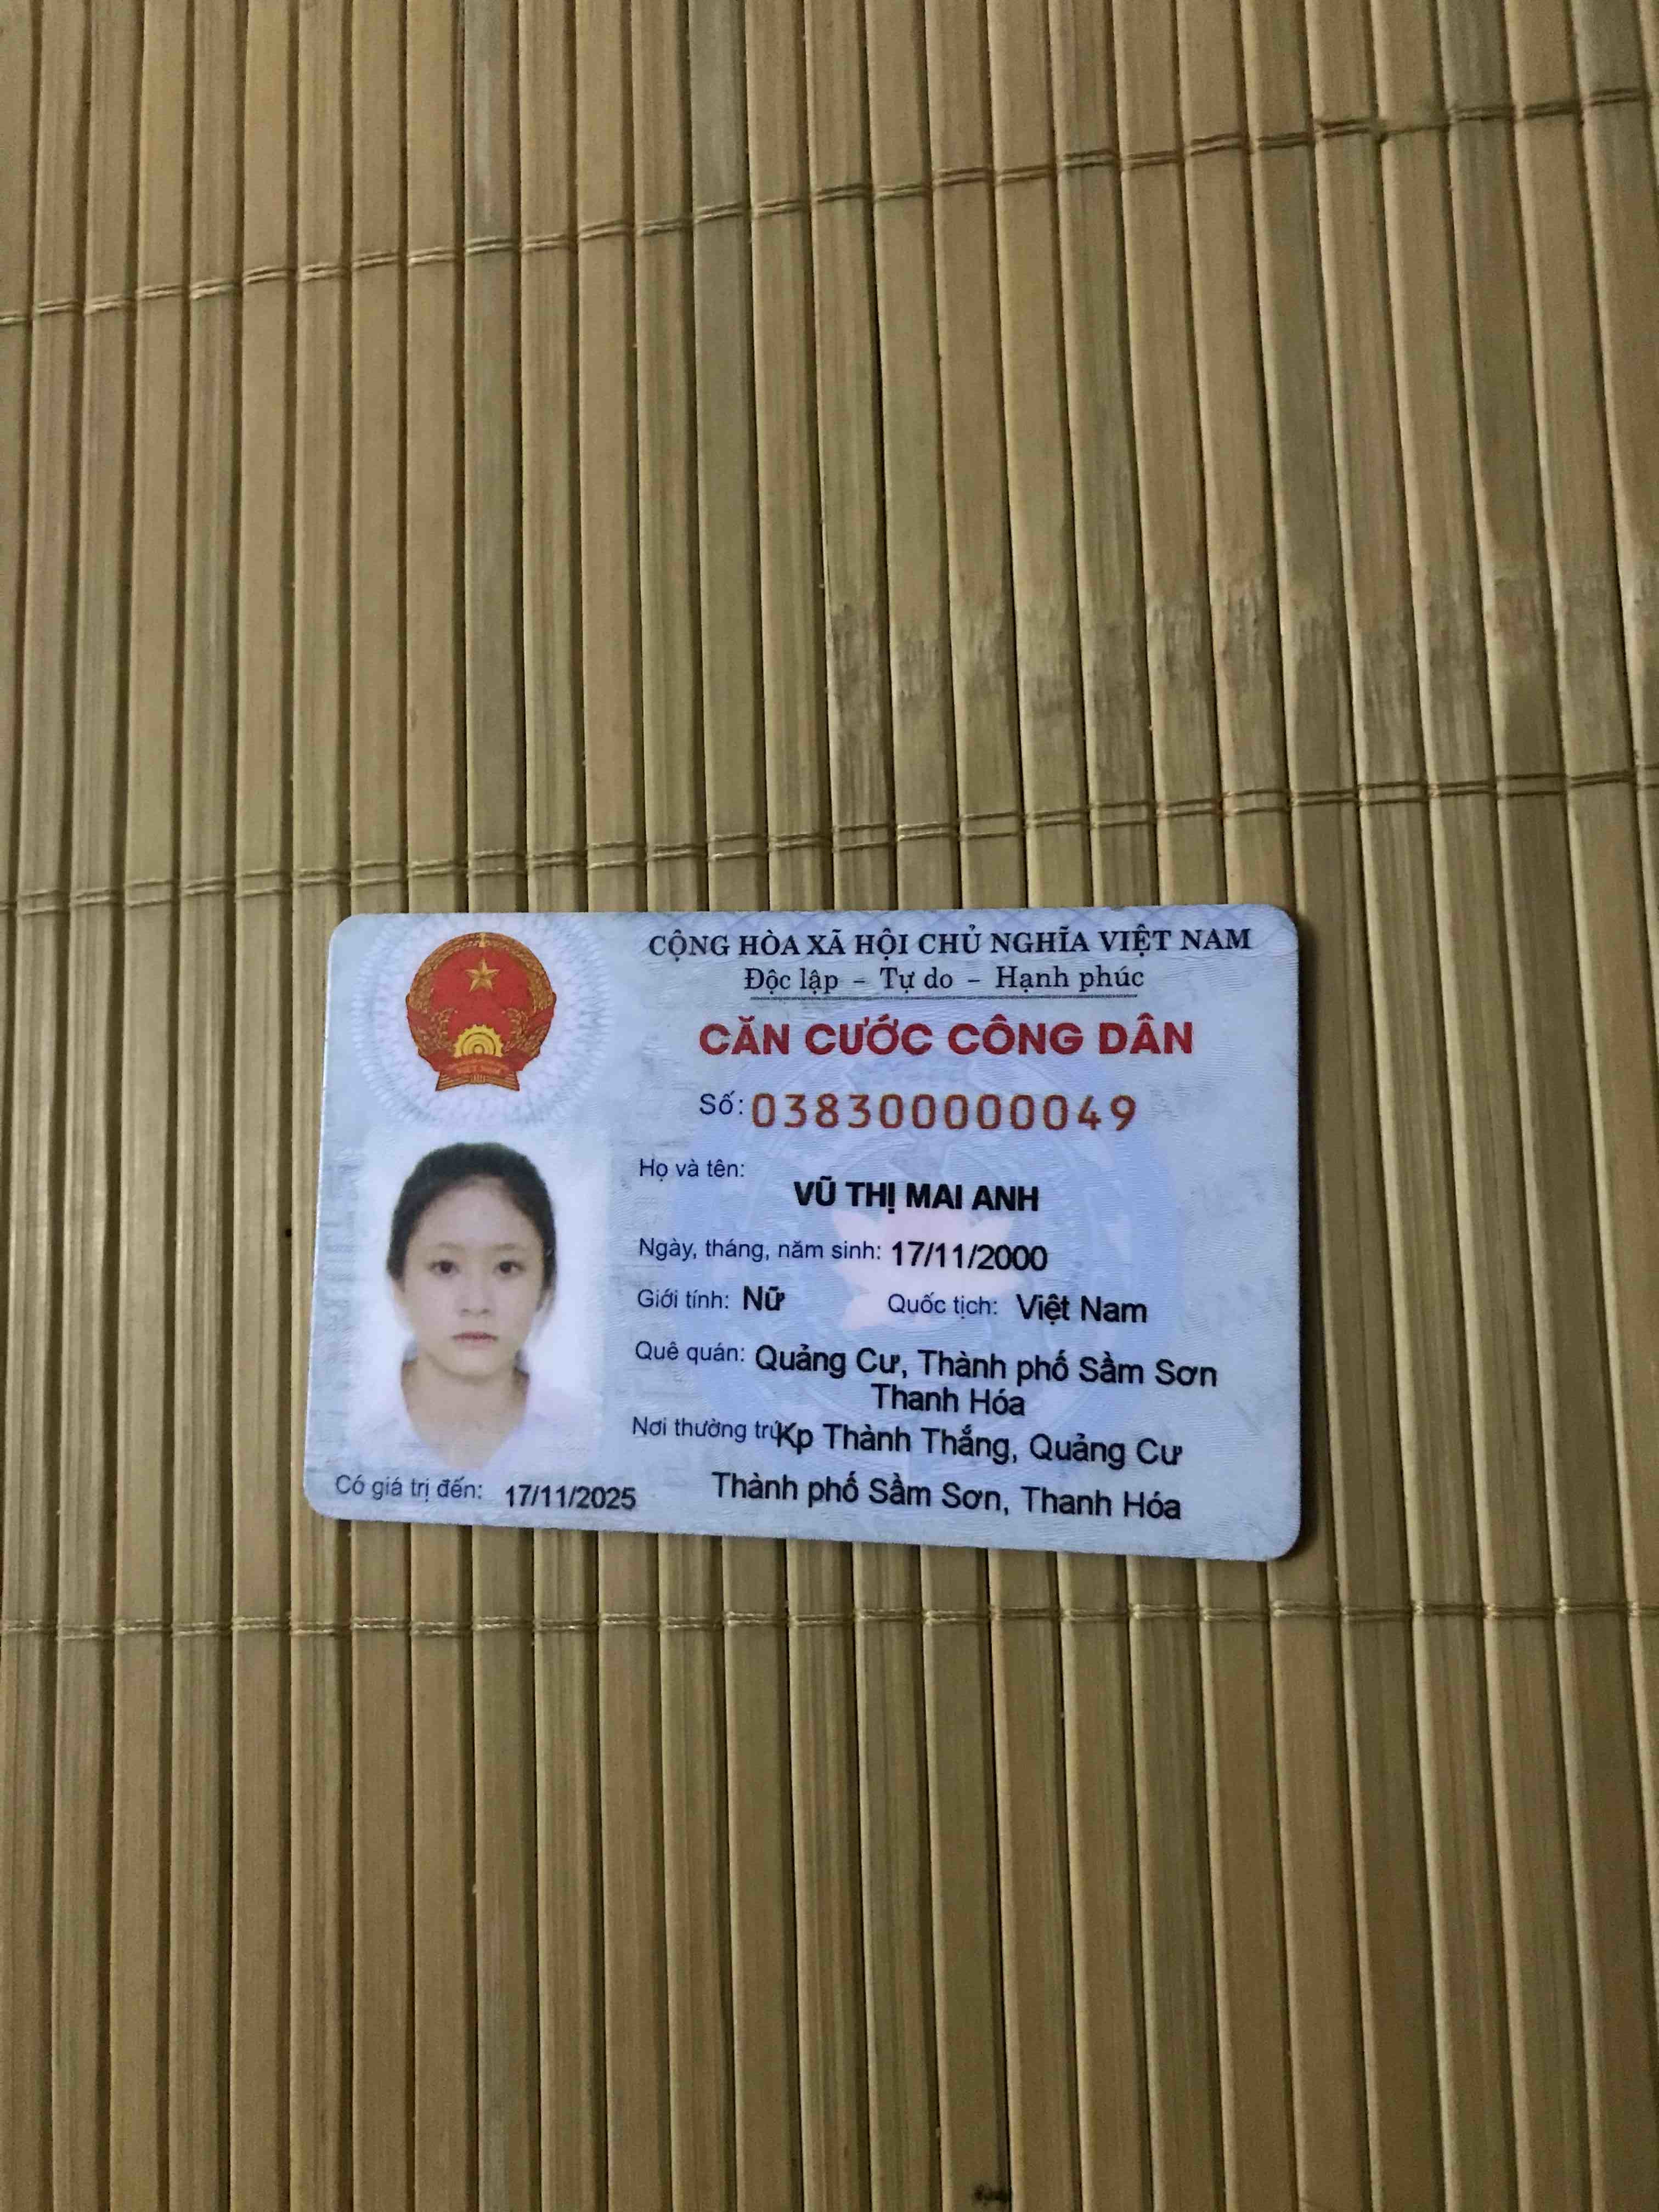 CỘNG HÒA XÃ HỘI CHỦ NGHĨA VIỆT NAM
Độc lập – Tự do – Hạnh phúc
CĂN CƯỚC CÔNG DÂN
Số: 038300000049
Họ và tên:
VŨ THỊ MAI ANH
Ngày, tháng, năm sinh: 17/11/2000
Giới tính: Nữ Quốc tịch: Việt Nam
Quê quán: Quảng Cư, Thành phố Sầm Sơn
Thanh Hóa
Nơi thường trú: Kp Thành Thắng, Quảng Cư
Thành phố Sầm Sơn, Thanh Hóa
Có giá trị đến: 17/11/2025
VIỆT NAM